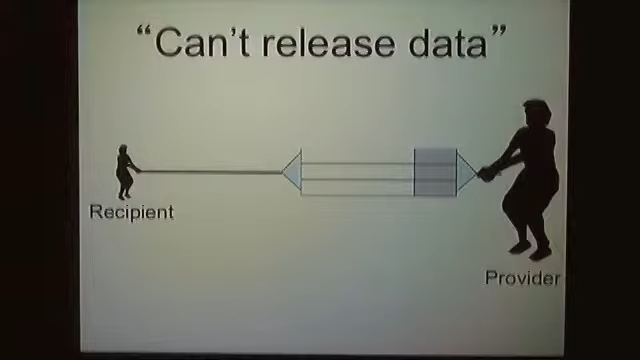 “Can’t release data”
Recipient
Provider